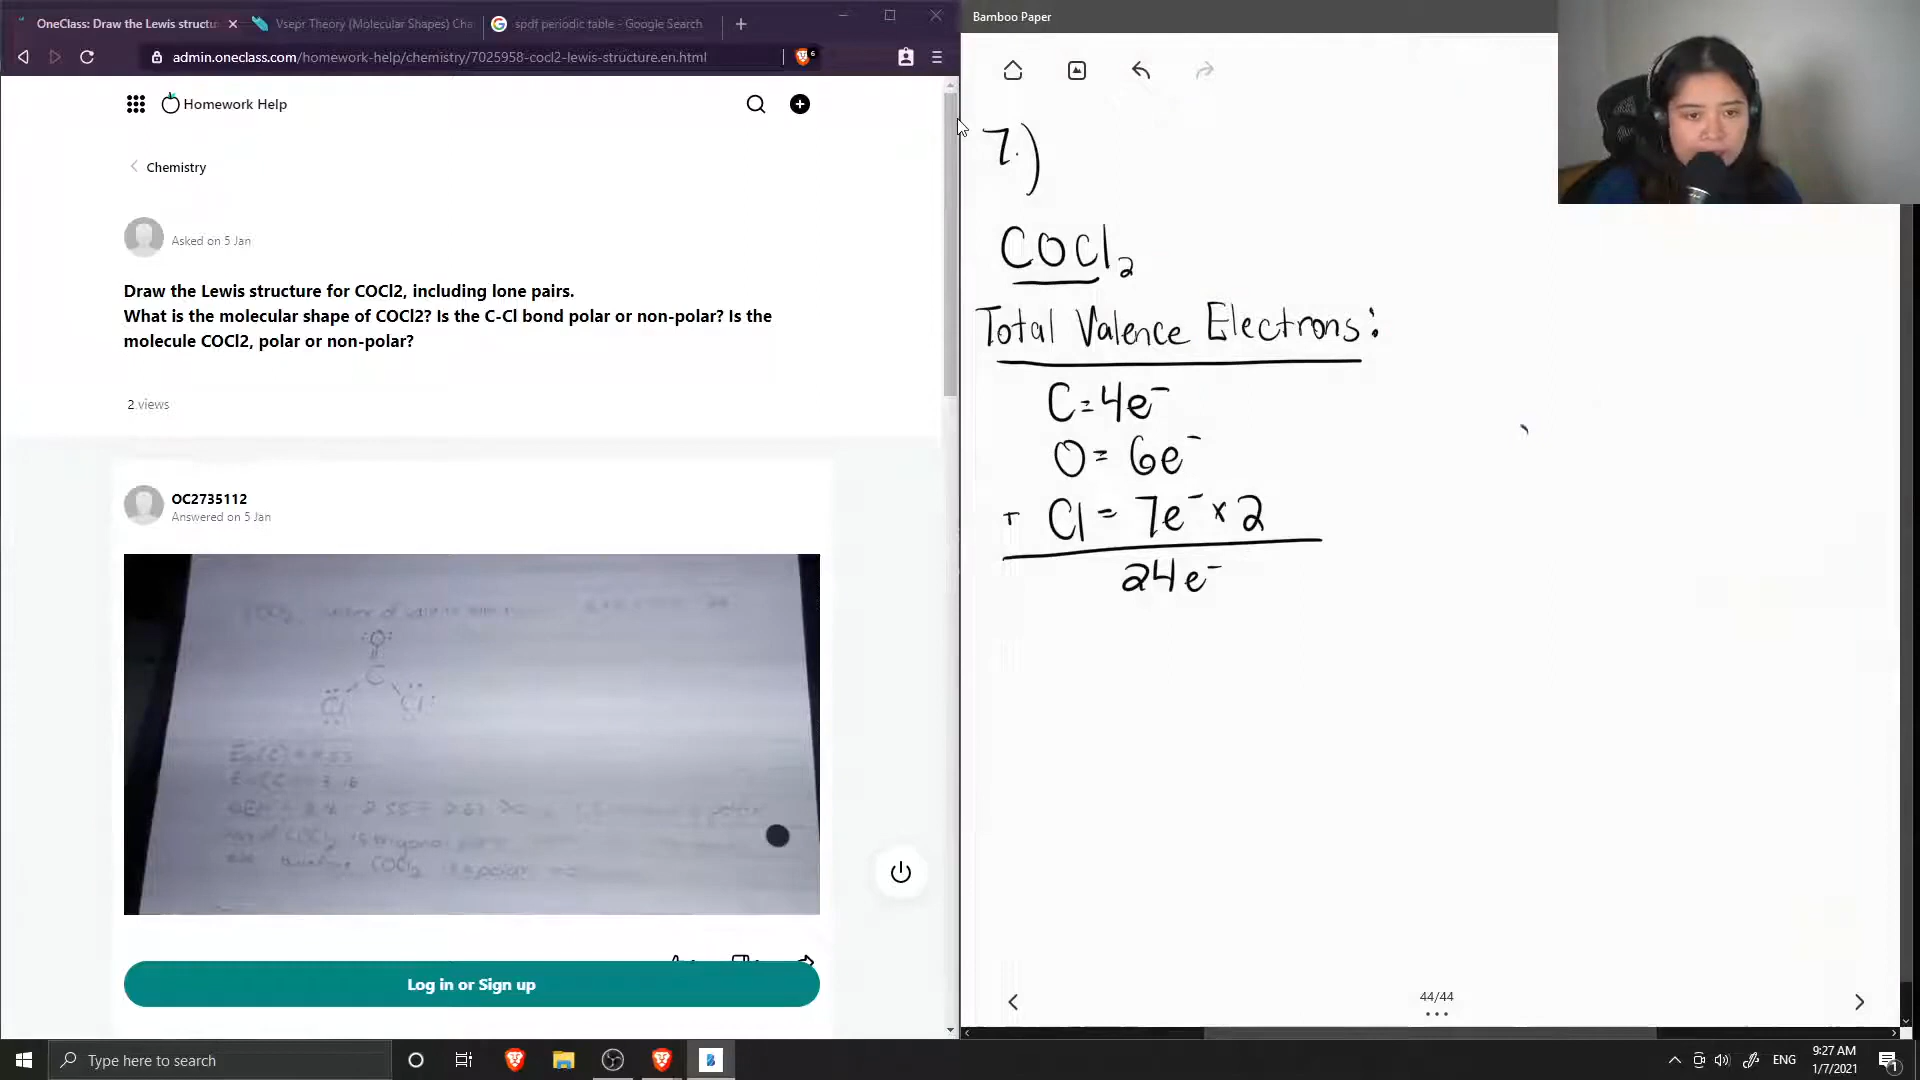 OneClass: Draw the Lewis structu
Vsepr Theory (Molecular Shapes) Cha
spdf periodic table - Google Search
admin.oneclass.com/homework-help/chemistry/7025958-cocl2-lewis-structure.en.html
6
Homework Help
Chemistry
Asked on 5 Jan
Draw the Lewis structure for COCl2, including lone pairs.
What is the molecular shape of COCl2? Is the C-Cl bond polar or non-polar? Is the
molecule COCl2, polar or non-polar?
2 views
OC2735112
Answered on 5 Jan
O
C
Cl Cl
COCl2
Log in or Sign up
Bamboo Paper
7.)
COCl2
Total Valence Electrons:
C=4e-
O= 6e-
+ Cl = 7e- × 2
24e-
44/44
Type here to search
B
ENG
9:27 AM
1/7/2021
1